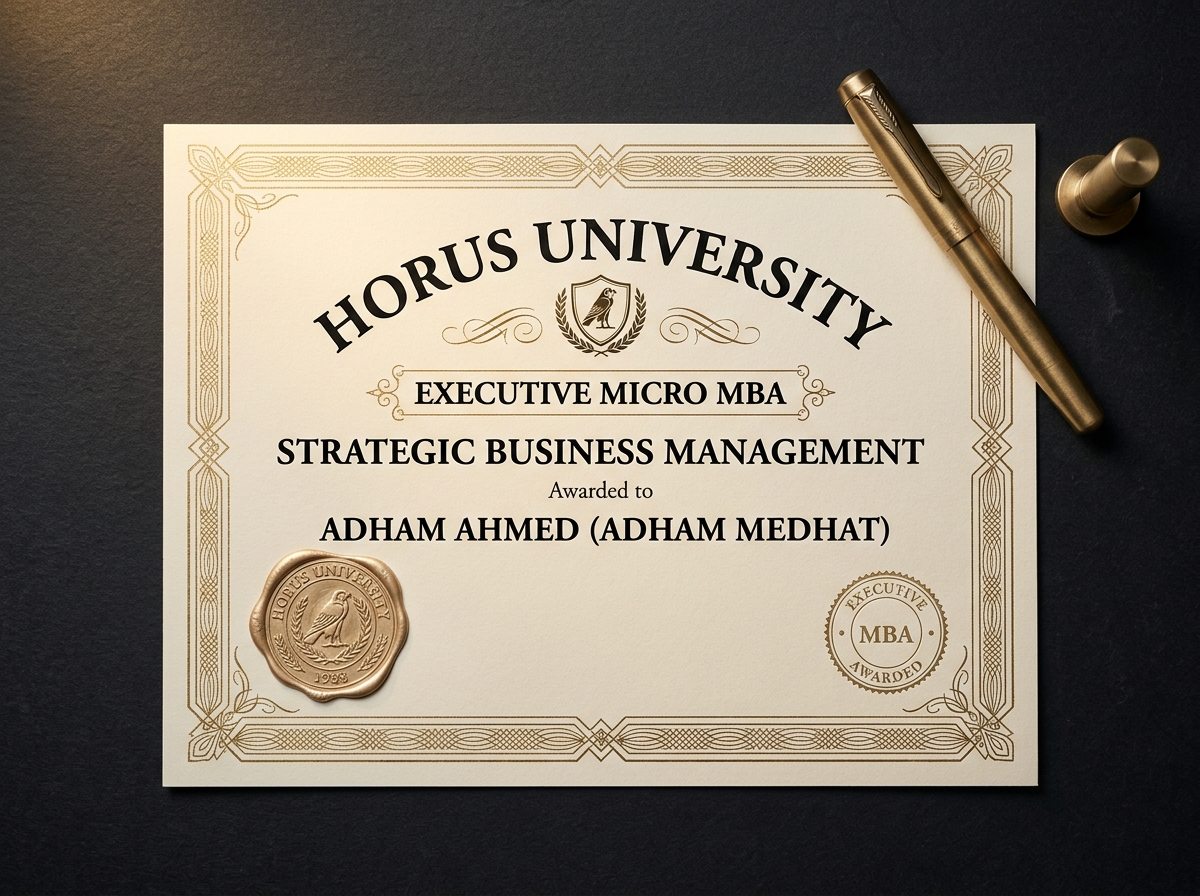 HORUS UNIVERSITY
EXECUTIVE MICRO MBA
STRATEGIC BUSINESS MANAGEMENT
Awarded to
ADHAM AHMED (ADHAM MEDHAT)
HORUS UNIVERSITY
EXECUTIVE
MBA
AWARDED